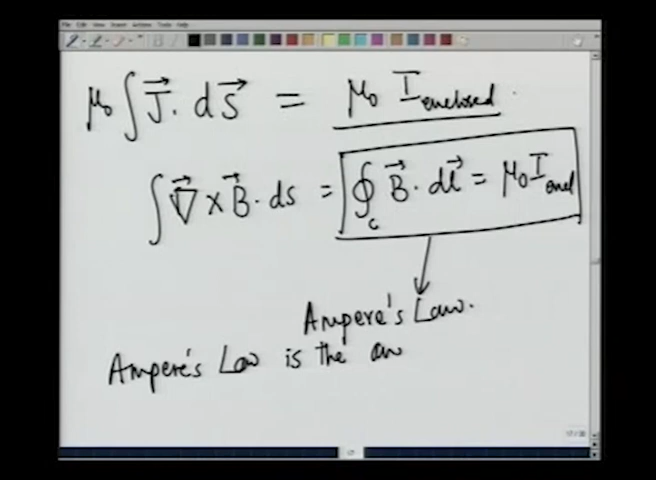 μ₀ ∫ J⃗ . dS⃗ = μ₀ I enclosed .
∫ ∇⃗ × B⃗ . ds = ∮c B⃗ . dl⃗ = μ₀ I encl
Ampere's Law.
Ampere's Law is the an